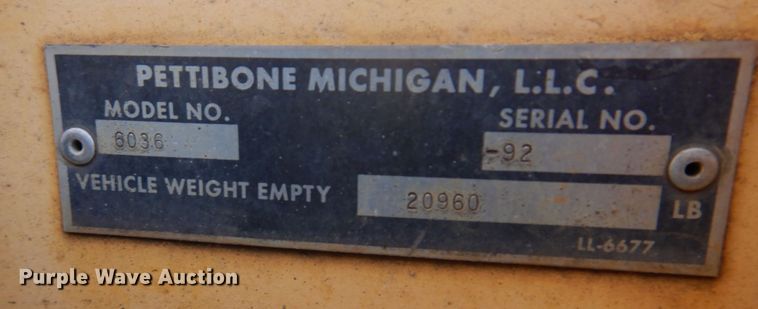 PETTIBONE MICHIGAN, L.L.C.
MODEL NO. SERIAL NO.
6036 -92
VEHICLE WEIGHT EMPTY 20960 LB
LL-6677
Purple Wave Auction